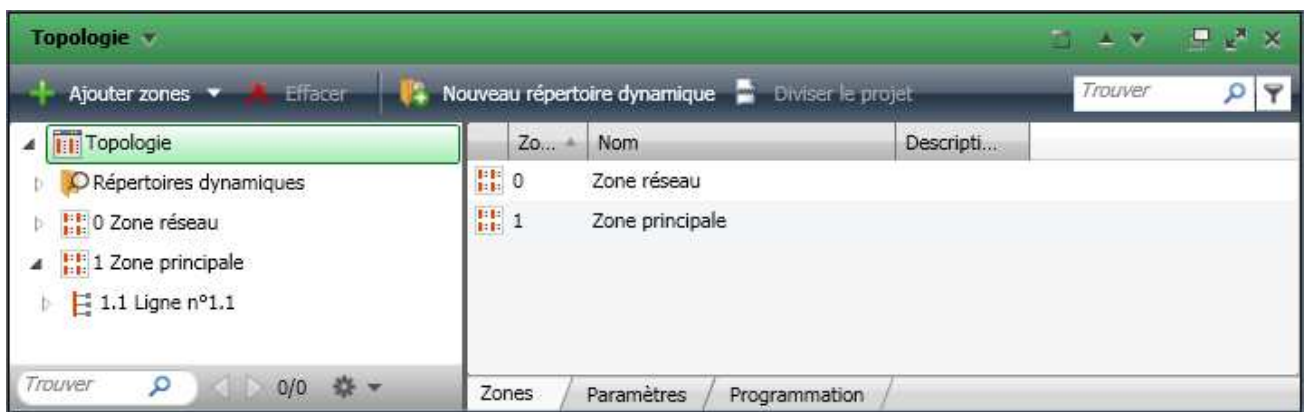 Topologie
Ajouter zones Effacer Nouveau répertoire dynamique Diviser le projet Trouver
Topologie
Répertoires dynamiques
0 Zone réseau
1 Zone principale
1.1 Ligne nº1.1
Trouver 0/0
Zo... Nom Descripti...
0 Zone réseau
1 Zone principale
Zones Paramètres Programmation